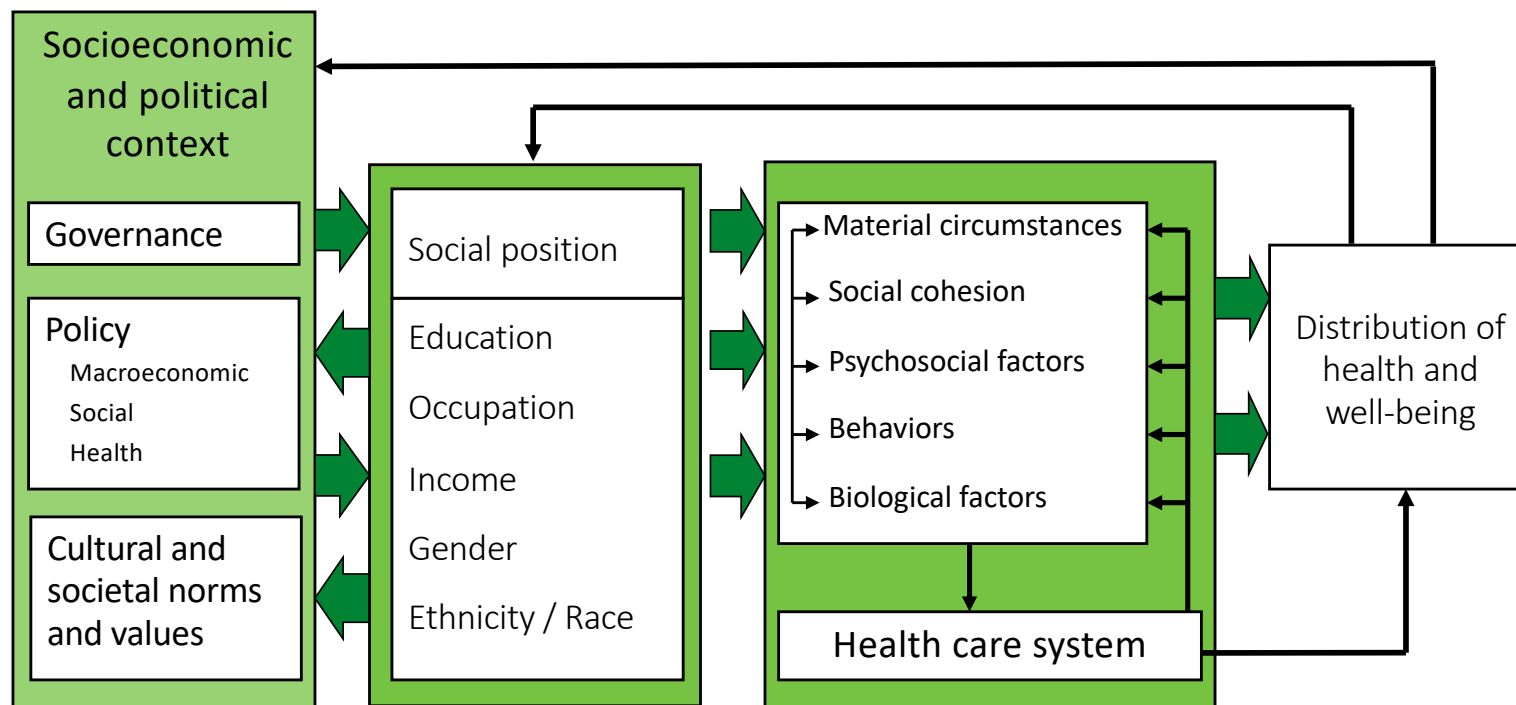 Socioeconomic
and political
context
Governance
Policy
Macroeconomic
Social
Health
Cultural and
societal norms
and values
Social position
Education
Occupation
Income
Gender
Ethnicity / Race
Material circumstances
Social cohesion
Psychosocial factors
Behaviors
Biological factors
Health care system
Distribution of
health and
well-being